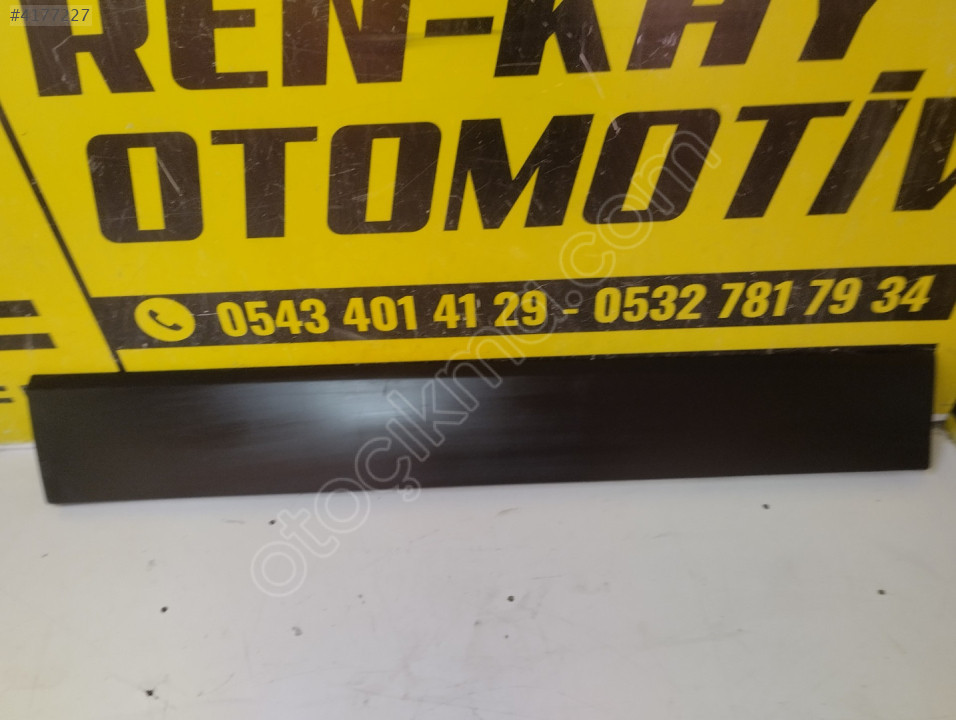 #4177227
REN-KAY
OTOMOTİV
0543 401 41 29 - 0532 781 79 34
otoçıkma.com